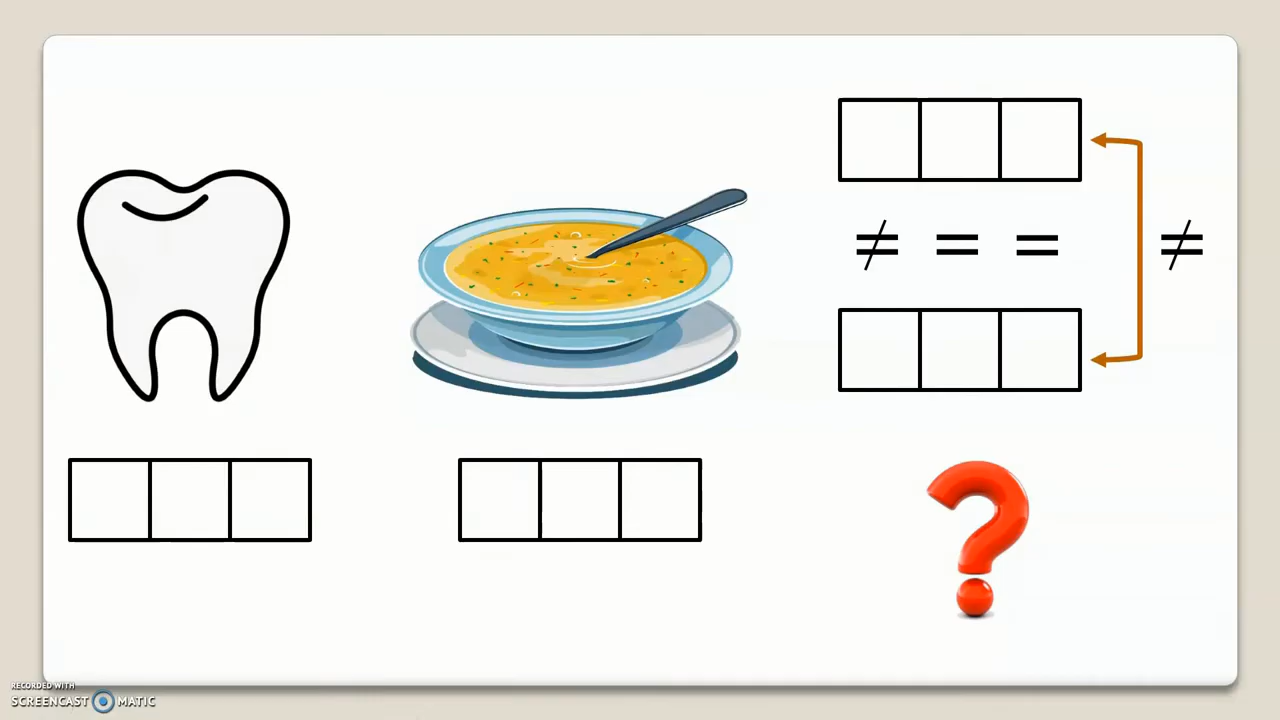 ≠ = = ≠
RECORDED WITH
SCREENCAST MATIC